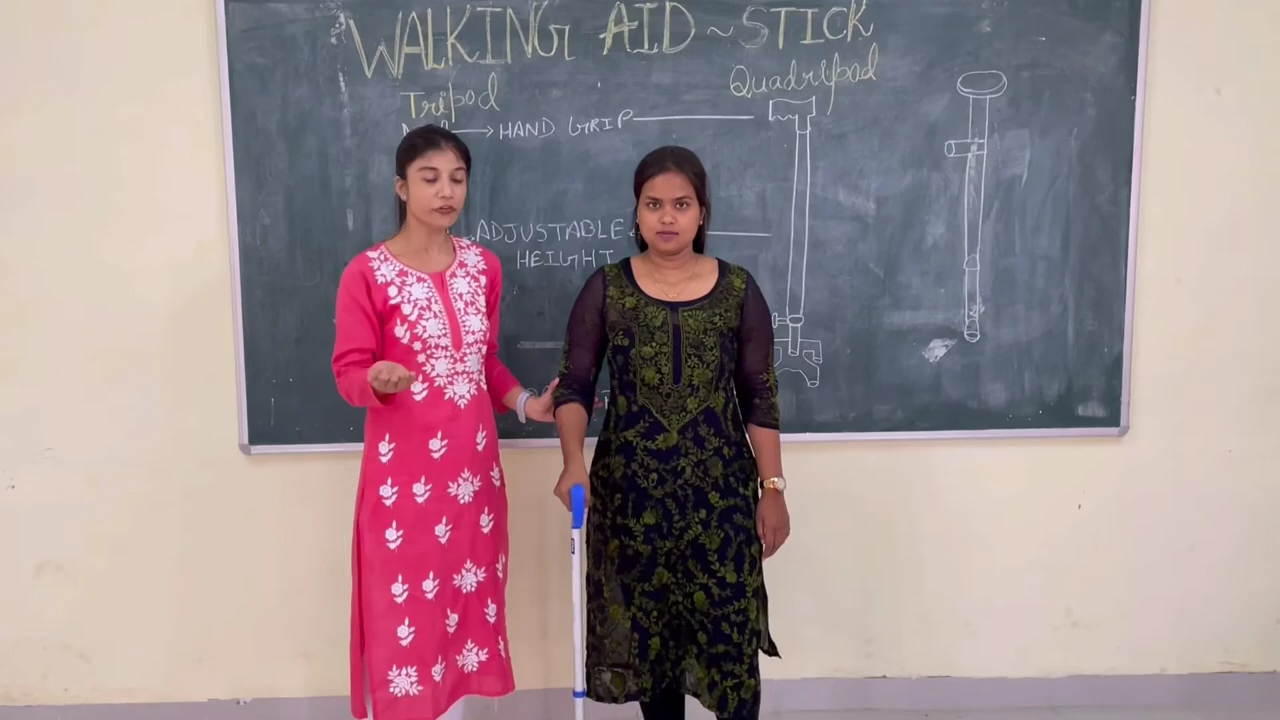 WALKING AID ~ STICK
Tripod
Quadripod
HAND GRIP
ADJUSTABLE
HEIGHT